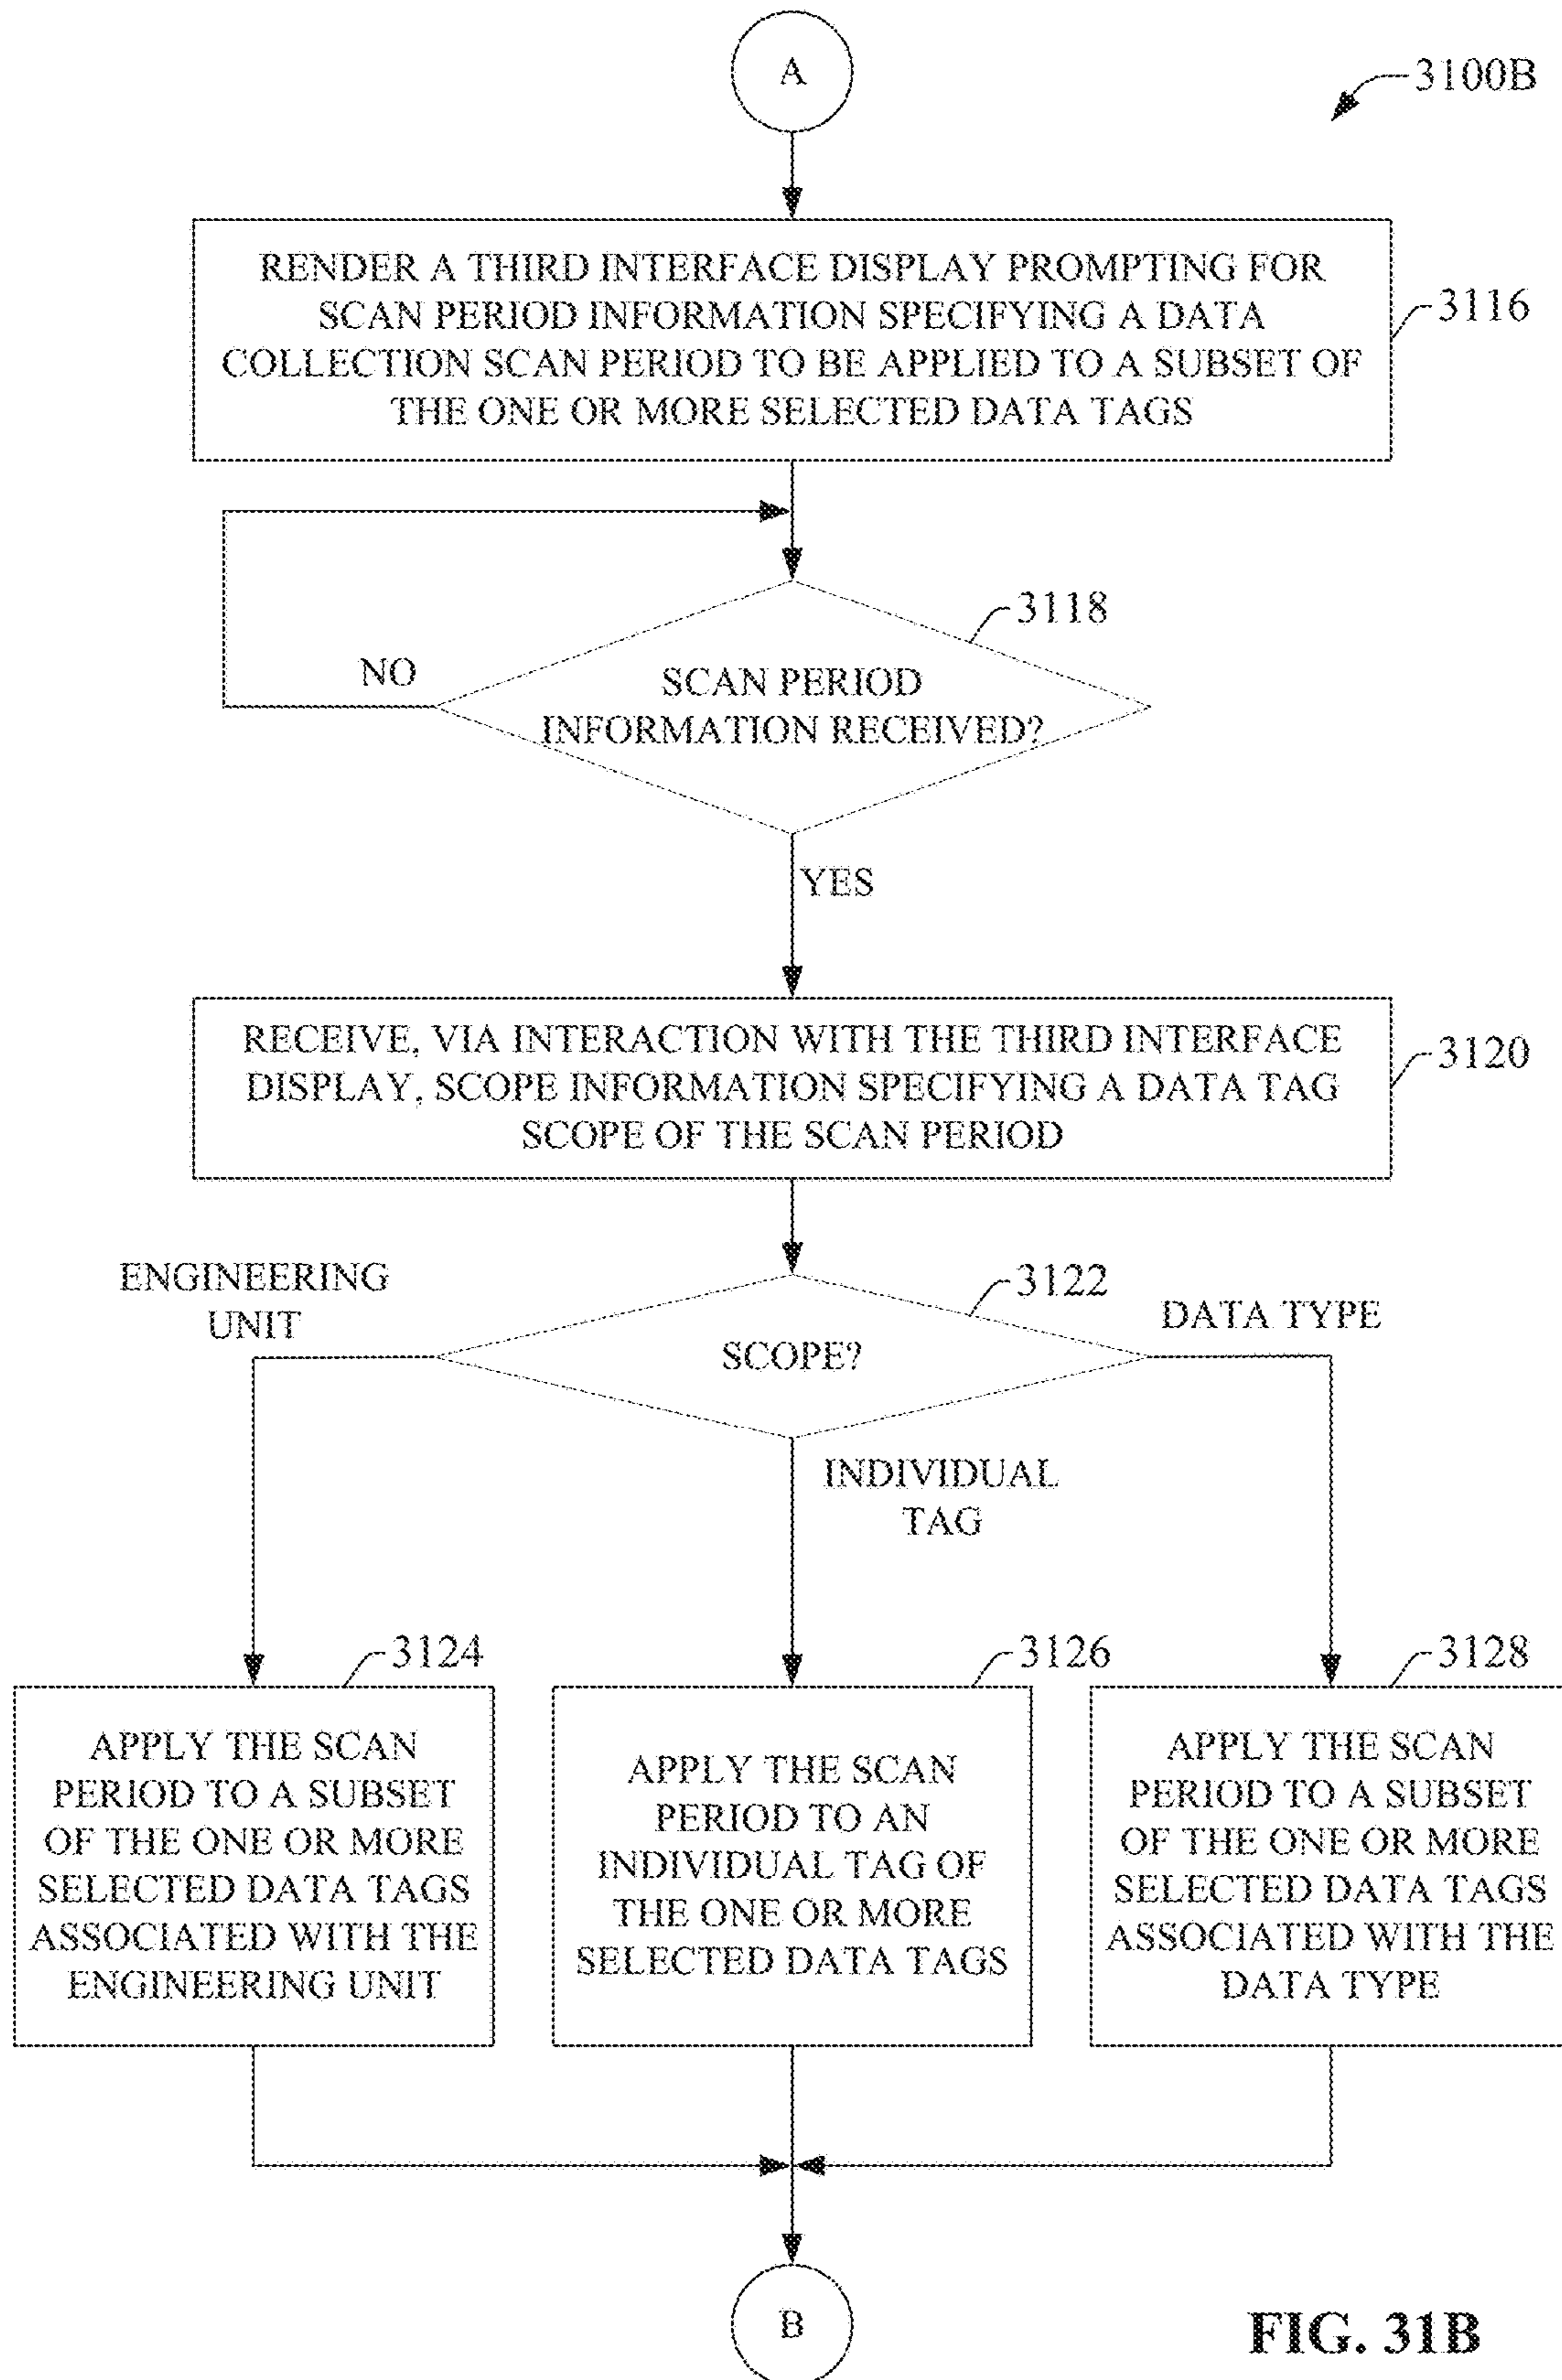 A
3100B
RENDER A THIRD INTERFACE DISPLAY PROMPTING FOR
SCAN PERIOD INFORMATION SPECIFYING A DATA
COLLECTION SCAN PERIOD TO BE APPLIED TO A SUBSET OF
THE ONE OR MORE SELECTED DATA TAGS
3116
3118
NO
SCAN PERIOD
INFORMATION RECEIVED?
YES
RECEIVE, VIA INTERACTION WITH THE THIRD INTERFACE
DISPLAY, SCOPE INFORMATION SPECIFYING A DATA TAG
SCOPE OF THE SCAN PERIOD
3120
ENGINEERING
UNIT
3122
DATA TYPE
SCOPE?
INDIVIDUAL
TAG
3124
APPLY THE SCAN
PERIOD TO A SUBSET
OF THE ONE OR MORE
SELECTED DATA TAGS
ASSOCIATED WITH THE
ENGINEERING UNIT
3126
APPLY THE SCAN
PERIOD TO AN
INDIVIDUAL TAG OF
THE ONE OR MORE
SELECTED DATA TAGS
3128
APPLY THE SCAN
PERIOD TO A SUBSET
OF THE ONE OR MORE
SELECTED DATA TAGS
ASSOCIATED WITH THE
DATA TYPE
B
FIG. 31B